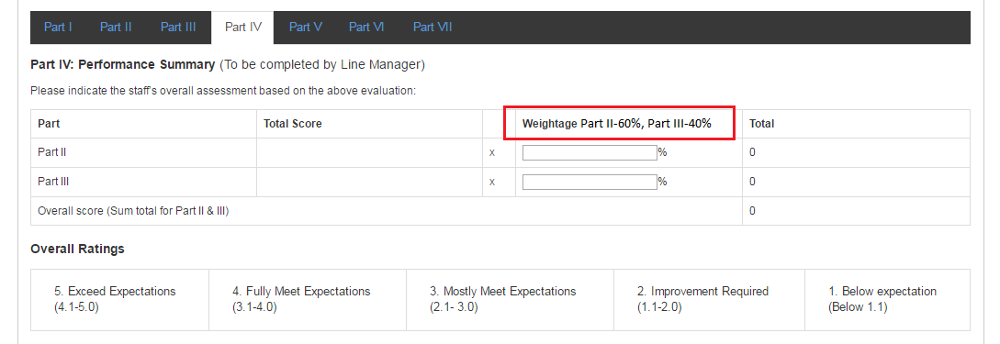 Part I Part II Part III Part IV Part V Part VI Part VII
Part IV: Performance Summary (To be completed by Line Manager)
Please indicate the staff's overall assessment based on the above evaluation:
Part Total Score Weightage Part II-60%, Part III-40% Total
Part II x % 0
Part III x % 0
Overall score (Sum total for Part II & III) 0
Overall Ratings
5. Exceed Expectations 4. Fully Meet Expectations 3. Mostly Meet Expectations 2. Improvement Required 1. Below expectation
(4.1-5.0) (3.1-4.0) (2.1- 3.0) (1.1-2.0) (Below 1.1)